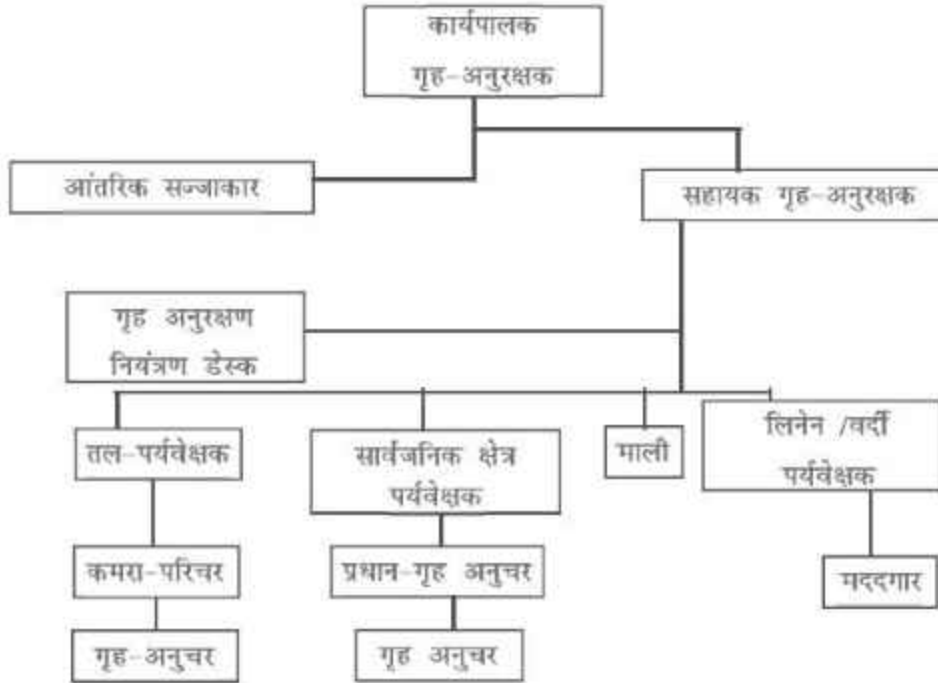 कार्यपालक
गृह-अनुरक्षक
आंतरिक सज्जाकार
सहायक गृह-अनुरक्षक
गृह अनुरक्षण
नियंत्रण डेस्क
तल-पर्यवेक्षक
सार्वजनिक क्षेत्र
पर्यवेक्षक
माली
लिनेन /वर्दी
पर्यवेक्षक
कमरा-परिचर
प्रधान-गृह अनुचर
मददगार
गृह-अनुचर
गृह अनुचर